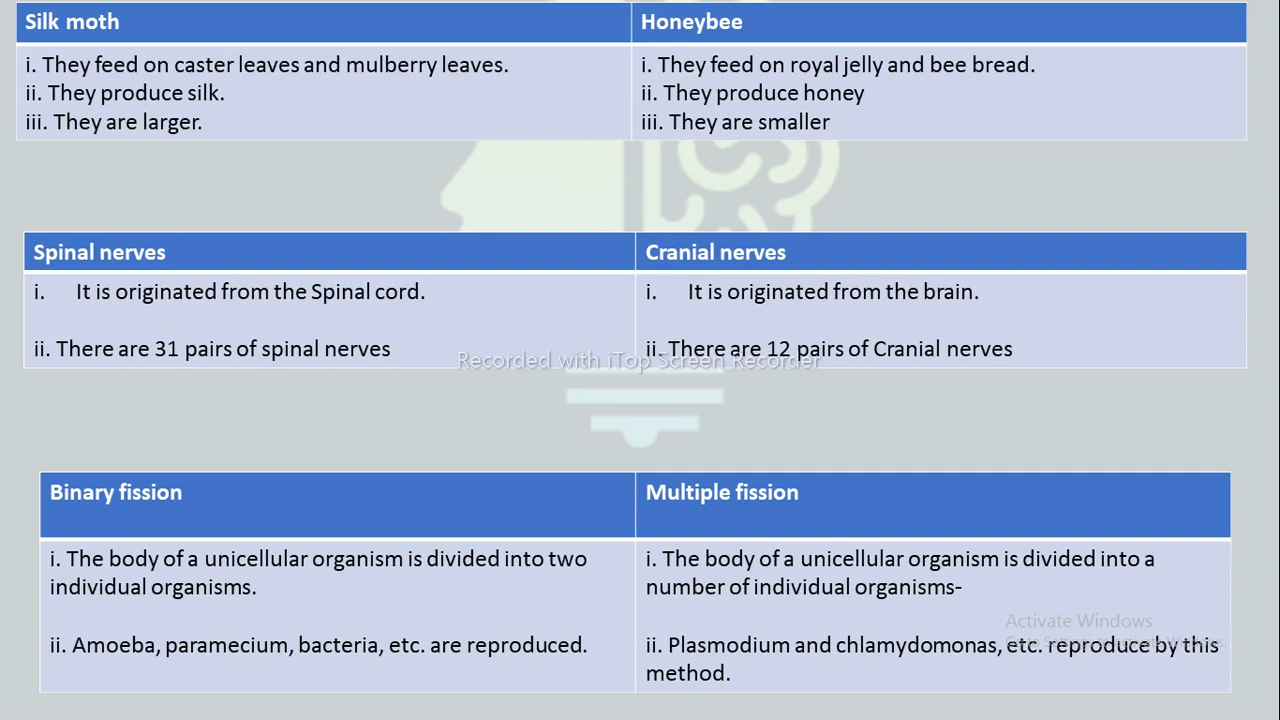 Silk moth
Honeybee
i. They feed on caster leaves and mulberry leaves.
ii. They produce silk.
iii. They are larger.
i. They feed on royal jelly and bee bread.
ii. They produce honey
iii. They are smaller
Spinal nerves
Cranial nerves
i. It is originated from the Spinal cord.
ii. There are 31 pairs of spinal nerves
i. It is originated from the brain.
ii. There are 12 pairs of Cranial nerves
Recorded with iTop Screen Recorder
Binary fission
Multiple fission
i. The body of a unicellular organism is divided into two
individual organisms.
ii. Amoeba, paramecium, bacteria, etc. are reproduced.
i. The body of a unicellular organism is divided into a
number of individual organisms-
ii. Plasmodium and chlamydomonas, etc. reproduce by this
method.
Activate Windows
Go to Settings to activate Windows.